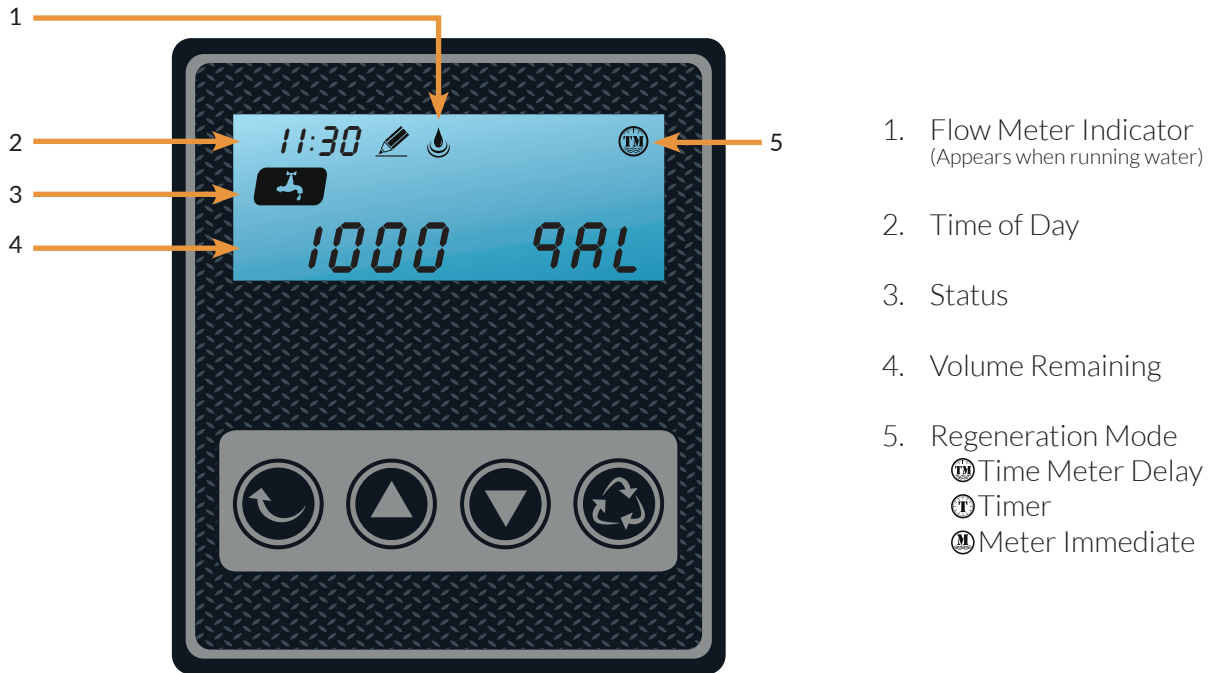 1
2
3
4
5
11:30
TM
1000 gAL
1. Flow Meter Indicator
(Appears when running water)
2. Time of Day
3. Status
4. Volume Remaining
5. Regeneration Mode
TM Time Meter Delay
T Timer
M Meter Immediate